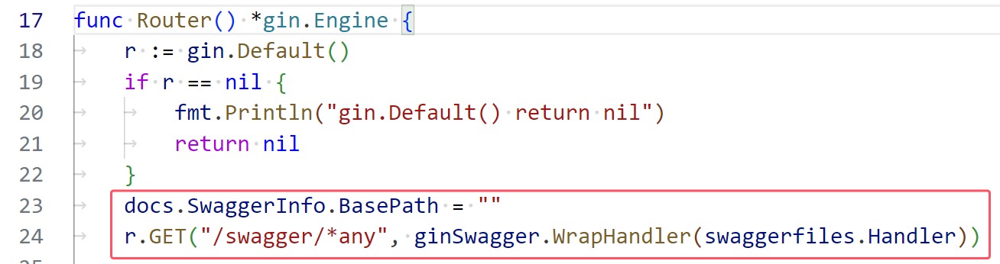 17 func Router() *gin.Engine {
18 r := gin.Default()
19 if r == nil {
20 fmt.Println("gin.Default() return nil")
21 return nil
22 }
23 docs.SwaggerInfo.BasePath = ""
24 r.GET("/swagger/*any", ginSwagger.WrapHandler(swaggerfiles.Handler))